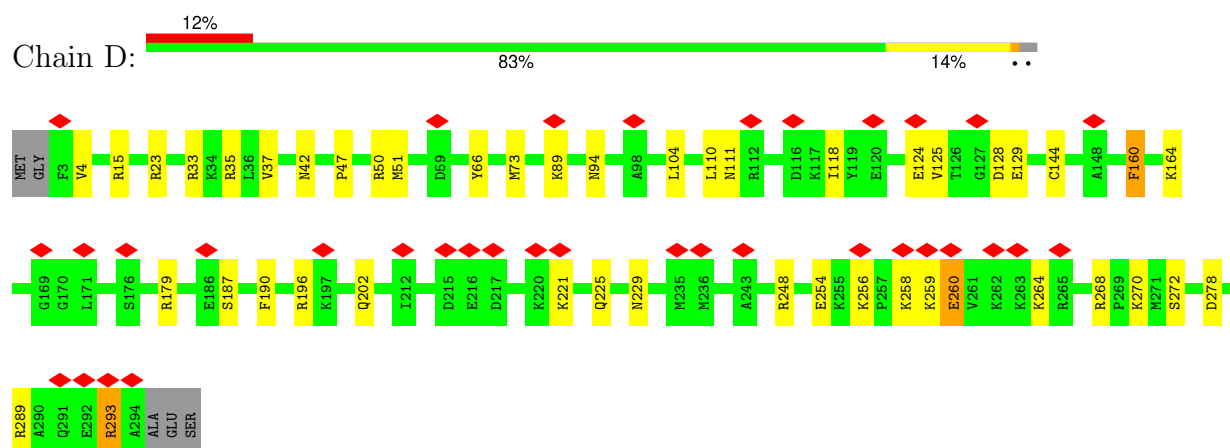 12%
Chain D:
83% 14% • •
MET GLY F3 V4 R15 R23 R33 K34 R35 L36 V37 N42 P47 R50 M51 D59 Y66 M73 K89 N94 A98 L104 L110 N111 R112 D116 K117 I118 Y119 E120 E124 V125 T126 G127 D128 E129 C144 A148 F160 K164
G169 G170 L171 S176 R179 E186 S187 F190 R196 K197 Q202 I212 D215 E216 D217 K220 K221 Q225 N229 M235 M236 A243 R248 E254 K255 K256 P257 K258 K259 E260 V261 K262 K263 K264 R265 R268 P269 K270 M271 S272 D278
R289 A290 Q291 E292 R293 A294 ALA GLU SER